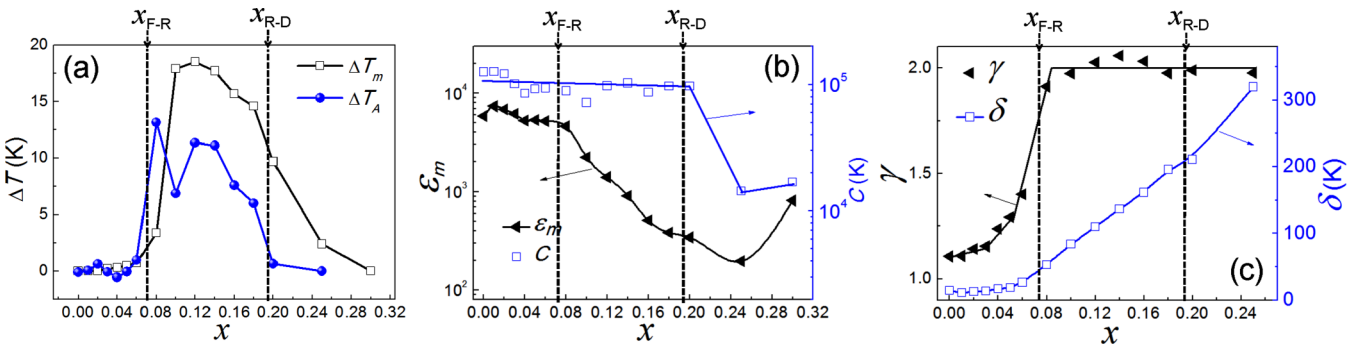 x_F-R x_R-D
(a)
ΔT_m
ΔT_A
ΔT (K)
20
15
10
5
0
0.00 0.04 0.08 0.12 0.16 0.20 0.24 0.28 0.32
x
x_F-R x_R-D
(b)
ε_m
C
ε_m
10^4
10^3
10^2
10^5
10^4
C (K)
0.00 0.04 0.08 0.12 0.16 0.20 0.24 0.28 0.32
x
x_F-R x_R-D
γ
δ
(c)
γ
2.0
1.5
1.0
300
200
100
50
0
δ (K)
0.00 0.04 0.08 0.12 0.16 0.20 0.24
x